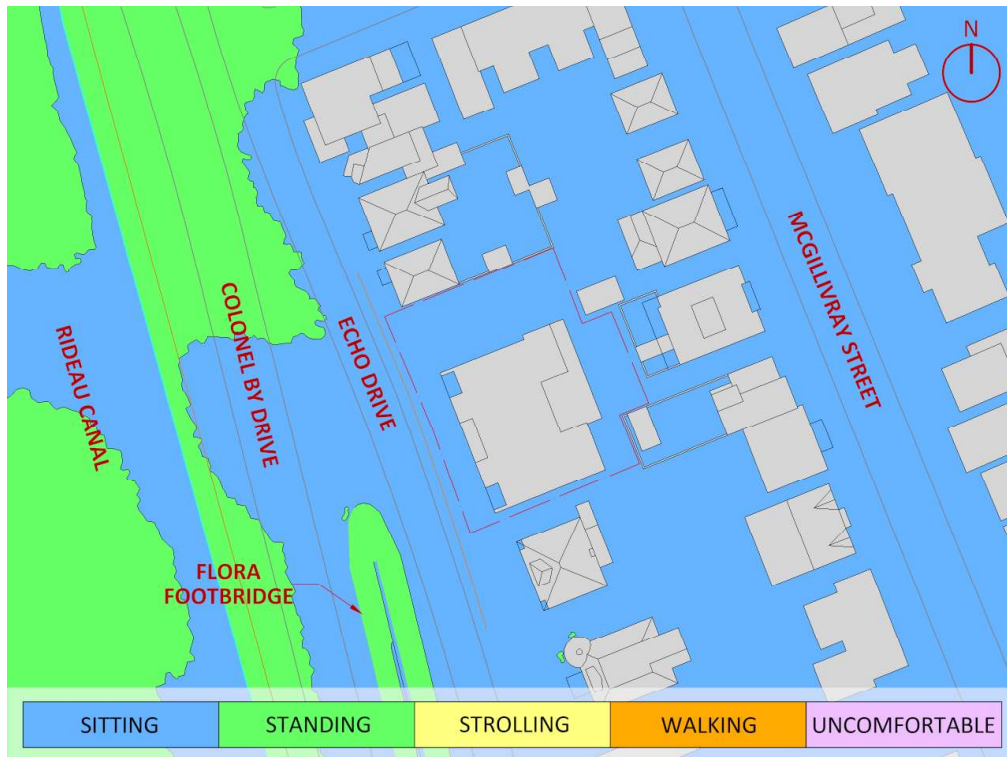 N
MCGILLIVRAY STREET
COLONEL BY DRIVE
ECHO DRIVE
RIDEAU CANAL
FLORA
FOOTBRIDGE
SITTING
STANDING
STROLLING
WALKING
UNCOMFORTABLE